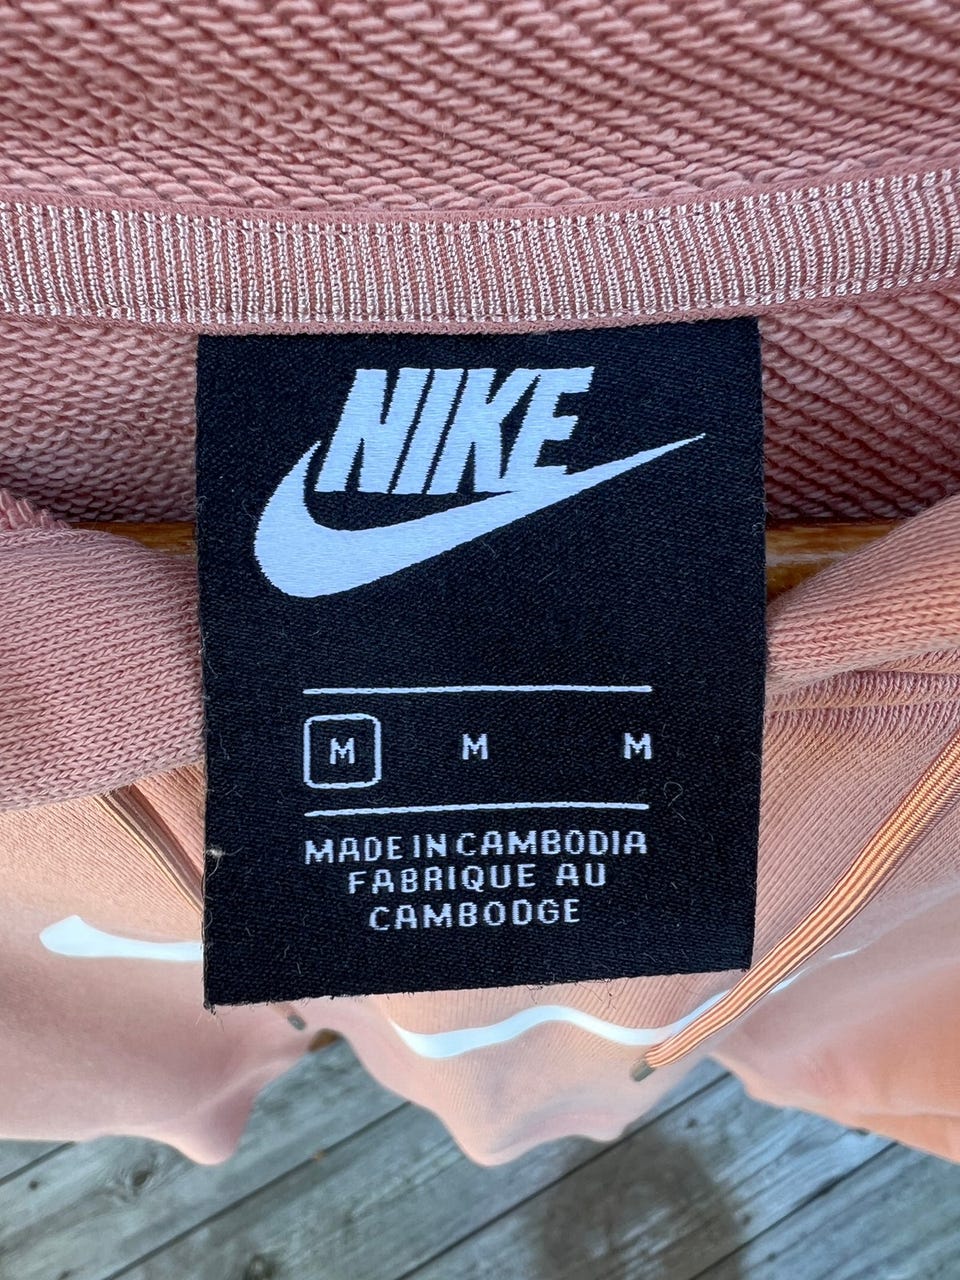 NIKE
M M M
MADE IN CAMBODIA
FABRIQUE AU
CAMBODGE